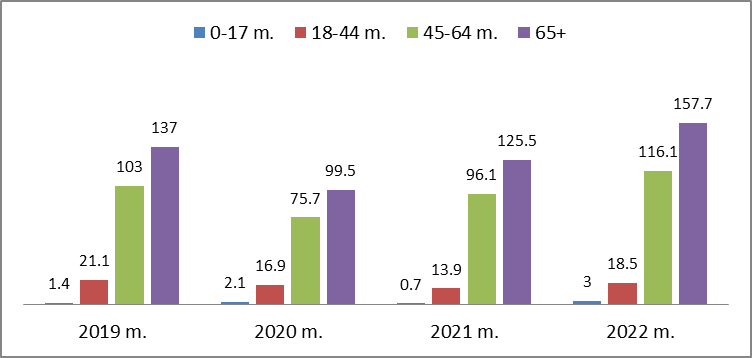 0-17 m. 18-44 m. 45-64 m. 65+
1.4 21.1 103 137
2.1 16.9 75.7 99.5
0.7 13.9 96.1 125.5
3 18.5 116.1 157.7
2019 m. 2020 m. 2021 m. 2022 m.